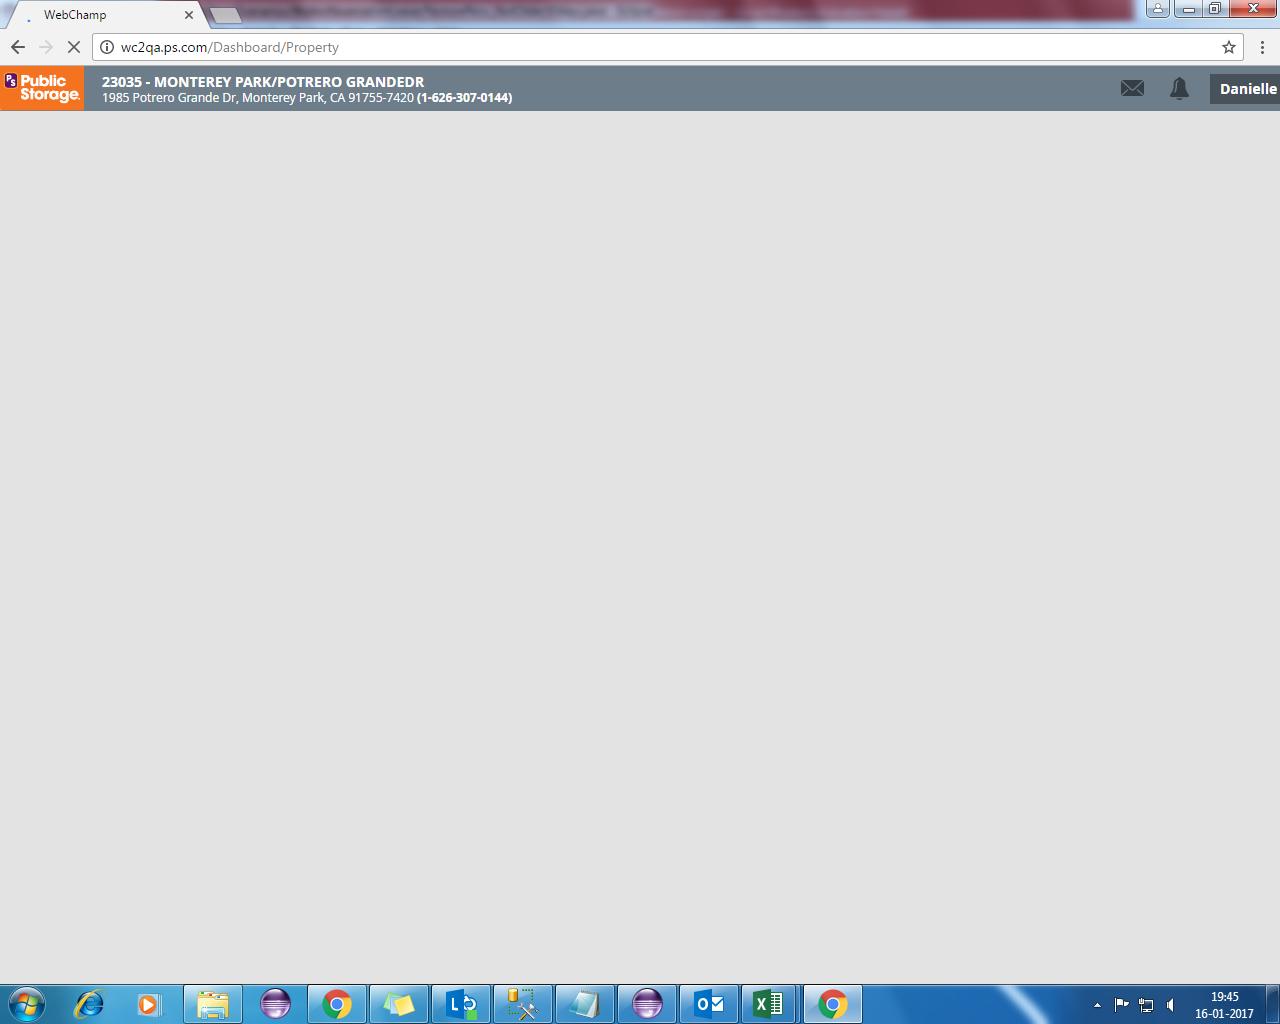 WebChamp
wc2qa.ps.com/Dashboard/Property
PS Public
Storage.
23035 - MONTEREY PARK/POTRERO GRANDEDR
1985 Potrero Grande Dr, Monterey Park, CA 91755-7420 (1-626-307-0144)
Danielle
19:45
16-01-2017